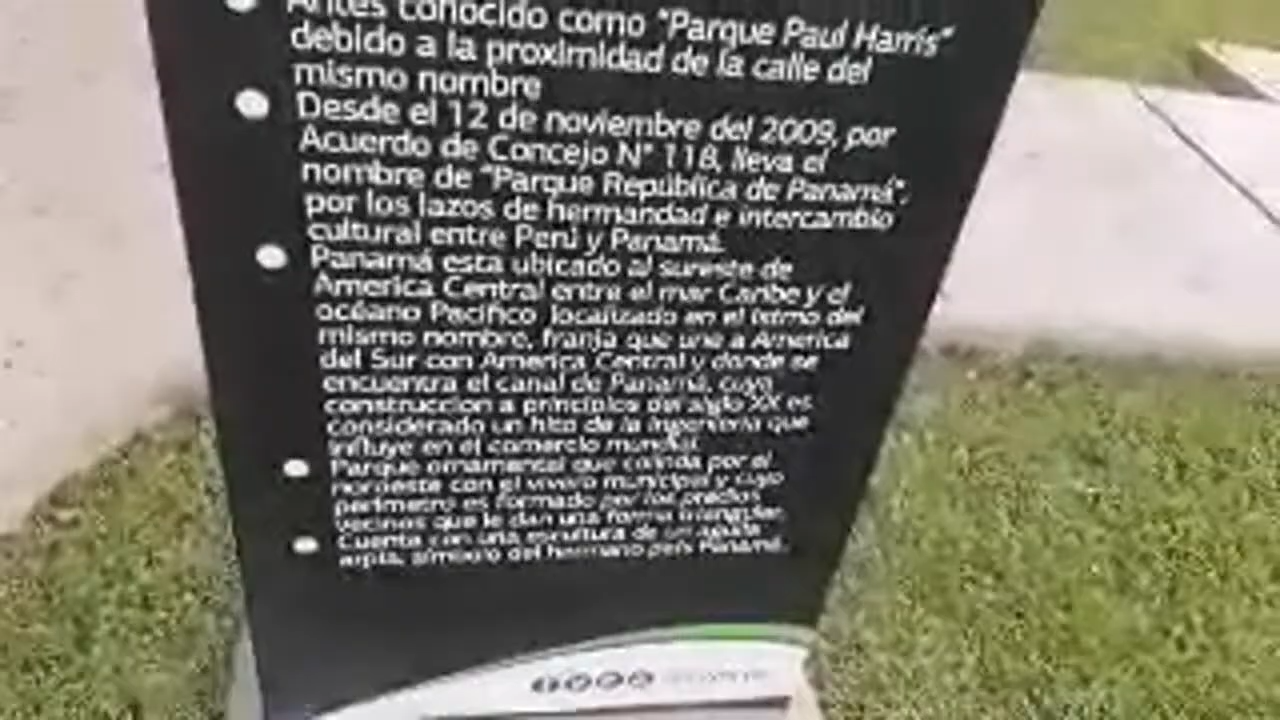 Antes conocido como "Parque Paul Harris"
debido a la proximidad de la calle del
mismo nombre
Desde el 12 de noviembre del 2009, por
Acuerdo de Concejo N° 118, lleva el
nombre de "Parque República de Panamá",
por los lazos de hermandad e intercambio
cultural entre Perú y Panamá.
Panamá esta ubicado al sureste de
America Central entre el mar Caribe y el
océano Pacífico localizado en el istmo del
mismo nombre, franja que une a America
del Sur con America Central y donde se
encuentra el canal de Panamá, cuya
construccion a principios del siglo XX es
considerado un hito de la ingenieria que
influye en el comercio mundial.
Parque ornamental que colinda por el
noroeste con el vivero municipal y cuyo
perímetro es formado por los predios
vecinos que le dan una forma triangular.
Cuenta con una escultura de un aguila
arpía, símbolo del hermano país Panamá.